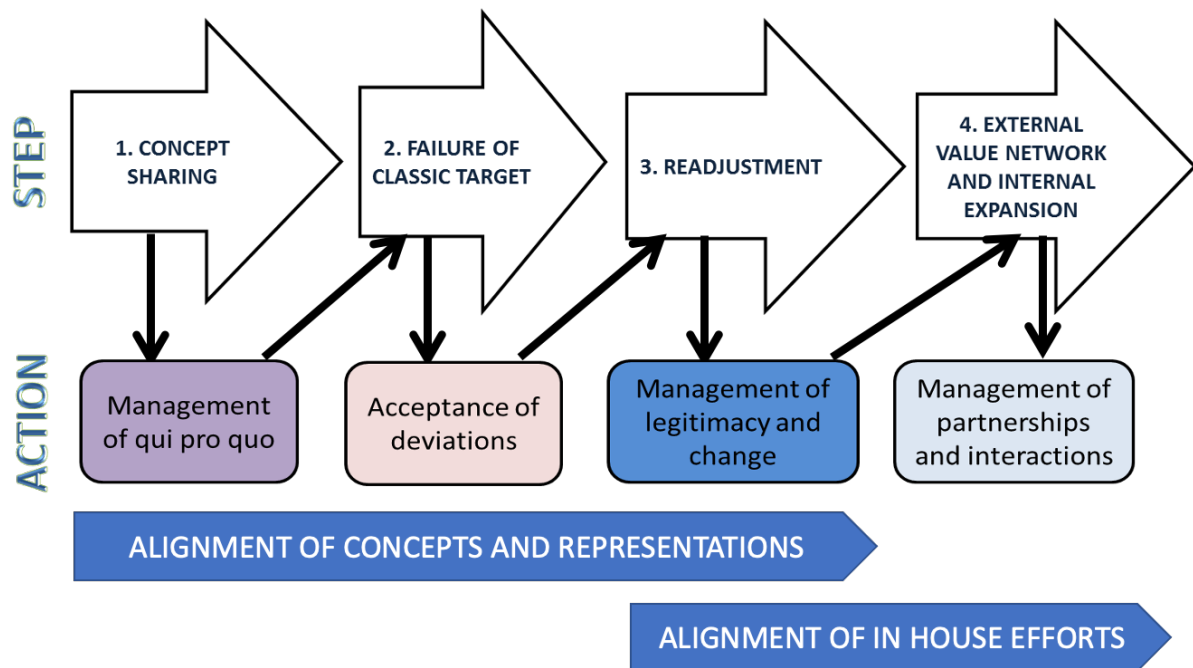 STEP
1. CONCEPT
SHARING
2. FAILURE OF
CLASSIC TARGET
3. READJUSTMENT
4. EXTERNAL
VALUE NETWORK
AND INTERNAL
EXPANSION
ACTION
Management
of qui pro quo
Acceptance of
deviations
Management of
legitimacy and
change
Management of
partnerships
and interactions
ALIGNMENT OF CONCEPTS AND REPRESENTATIONS
ALIGNMENT OF IN HOUSE EFFORTS